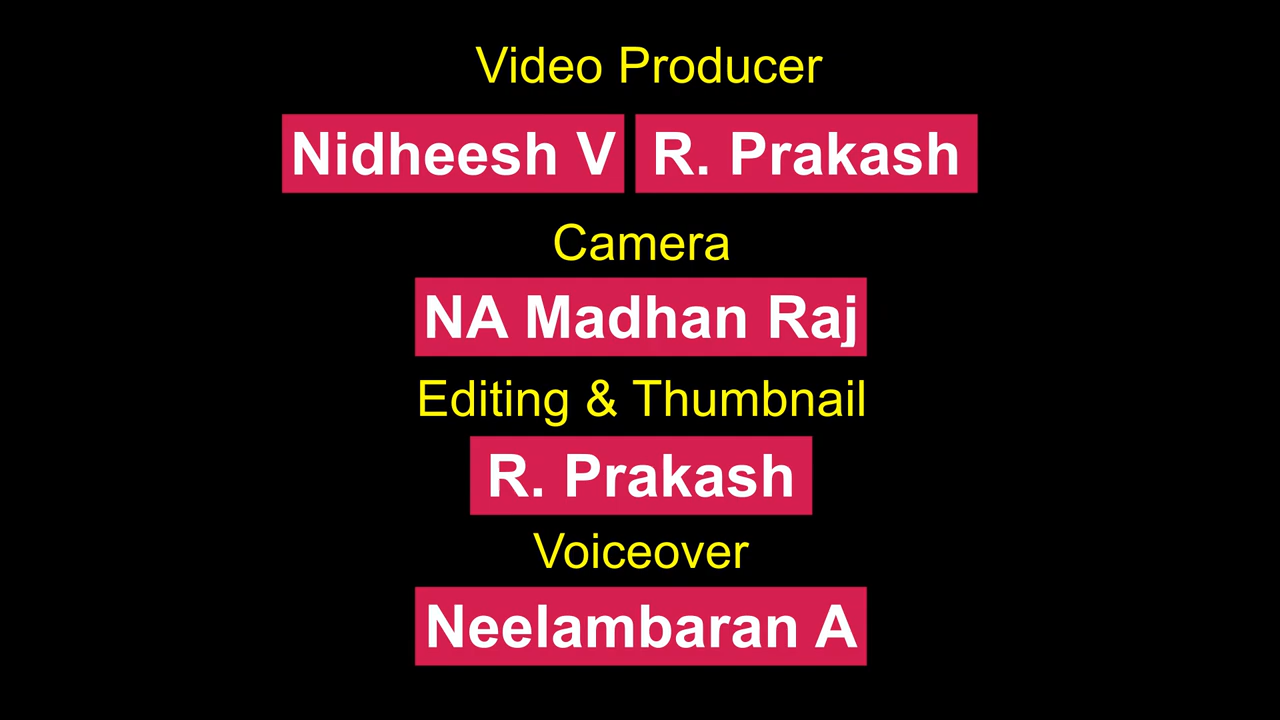 Video Producer
Nidheesh V R. Prakash
Camera
NA Madhan Raj
Editing & Thumbnail
R. Prakash
Voiceover
Neelambaran A